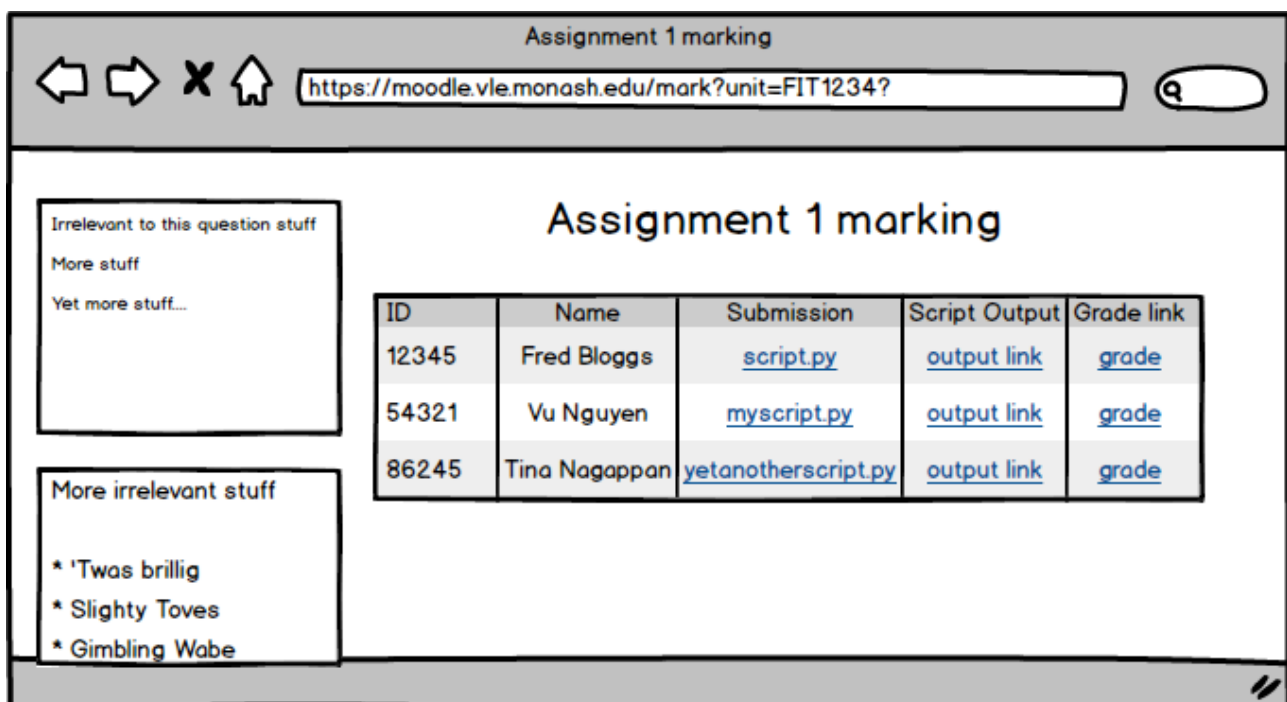 Assignment 1 marking
https://moodle.vle.monash.edu/mark?unit=FIT1234?
Irrelevant to this question stuff
More stuff
Yet more stuff....
More irrelevant stuff
* 'Twas brillig
* Slighty Toves
* Gimbling Wabe
Assignment 1 marking
ID Name Submission Script Output Grade link
12345 Fred Bloggs script.py output link grade
54321 Vu Nguyen myscript.py output link grade
86245 Tina Nagappan yetanotherscript.py output link grade